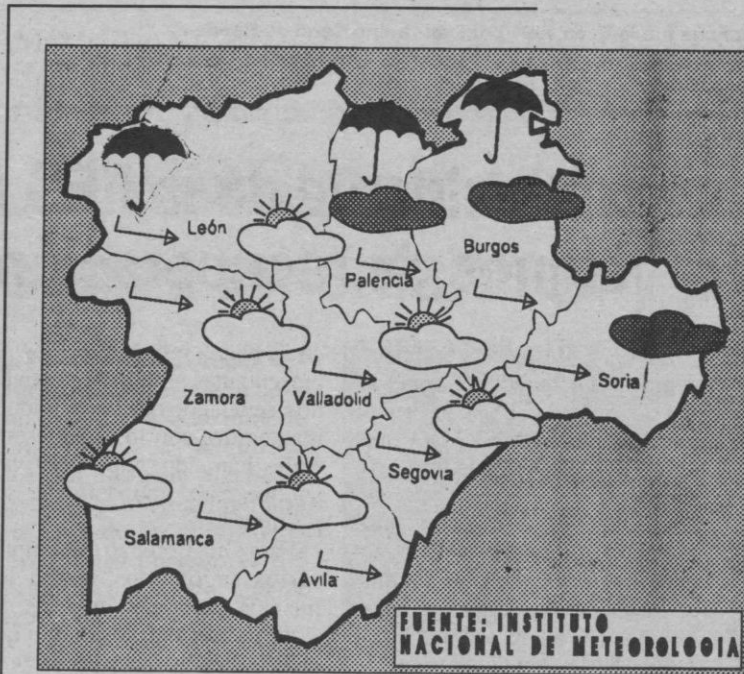 León
Burgos
Palencia
Soria
Zamora
Valladolid
Segovia
Salamanca
Avila
FUENTE: INSTITUTO
NACIONAL DE METEOROLOGIA